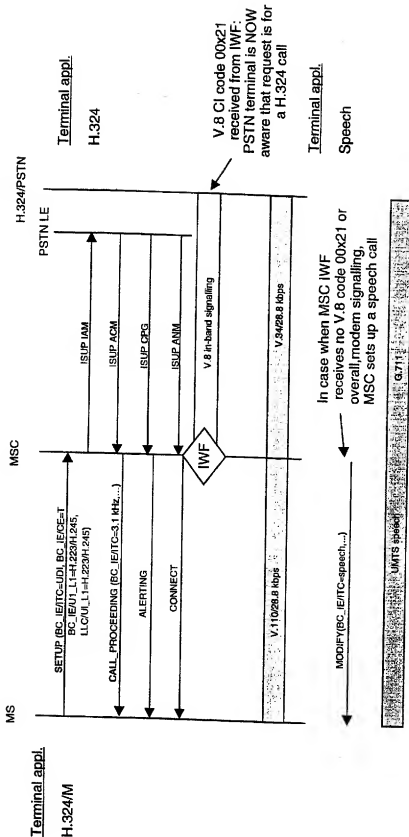 Terminal appl.
H.324/M
MS
MSC
PSTN LE
H.324/PSTN
Terminal appl.
H.324
SETUP (BC_IE/ITC=UDI, BC_IE/CE=T
BC_IE/U1_L1=H.223/H.245,
LLC/UI_L1=H.223/H.245)
ISUP IAM
CALL_PROCEEDING (BC_IE/ITC=3.1 kHz,...)
ISUP ACM
ALERTING
ISUP CPG
CONNECT
ISUP ANM
IWF
V.8 in-band signalling
V.8 CI code 00x21
received from IWF:
PSTN terminal is NOW
aware that request is for
a H.324 call
V.110/28.8 kbps
V.34/28.8 kbps
Terminal appl.
Speech
In case when MSC IWF
receives no V.8 code 00x21 or
overall,modem signalling,
MSC sets up a speech call
MODIFY(BC_IE/ITC=speech,...)
UMTS speech
G.711